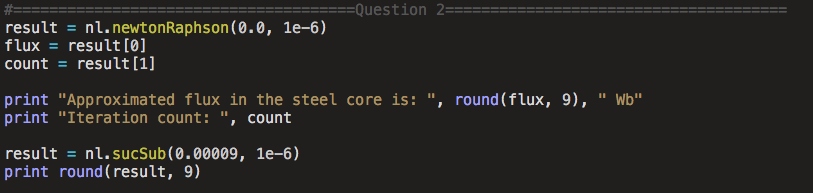 #======================================Question 2======================================
result = nl.newtonRaphson(0.0, 1e-6)
flux = result[0]
count = result[1]
print "Approximated flux in the steel core is: ", round(flux, 9), " Wb"
print "Iteration count: ", count
result = nl.sucSub(0.00009, 1e-6)
print round(result, 9)